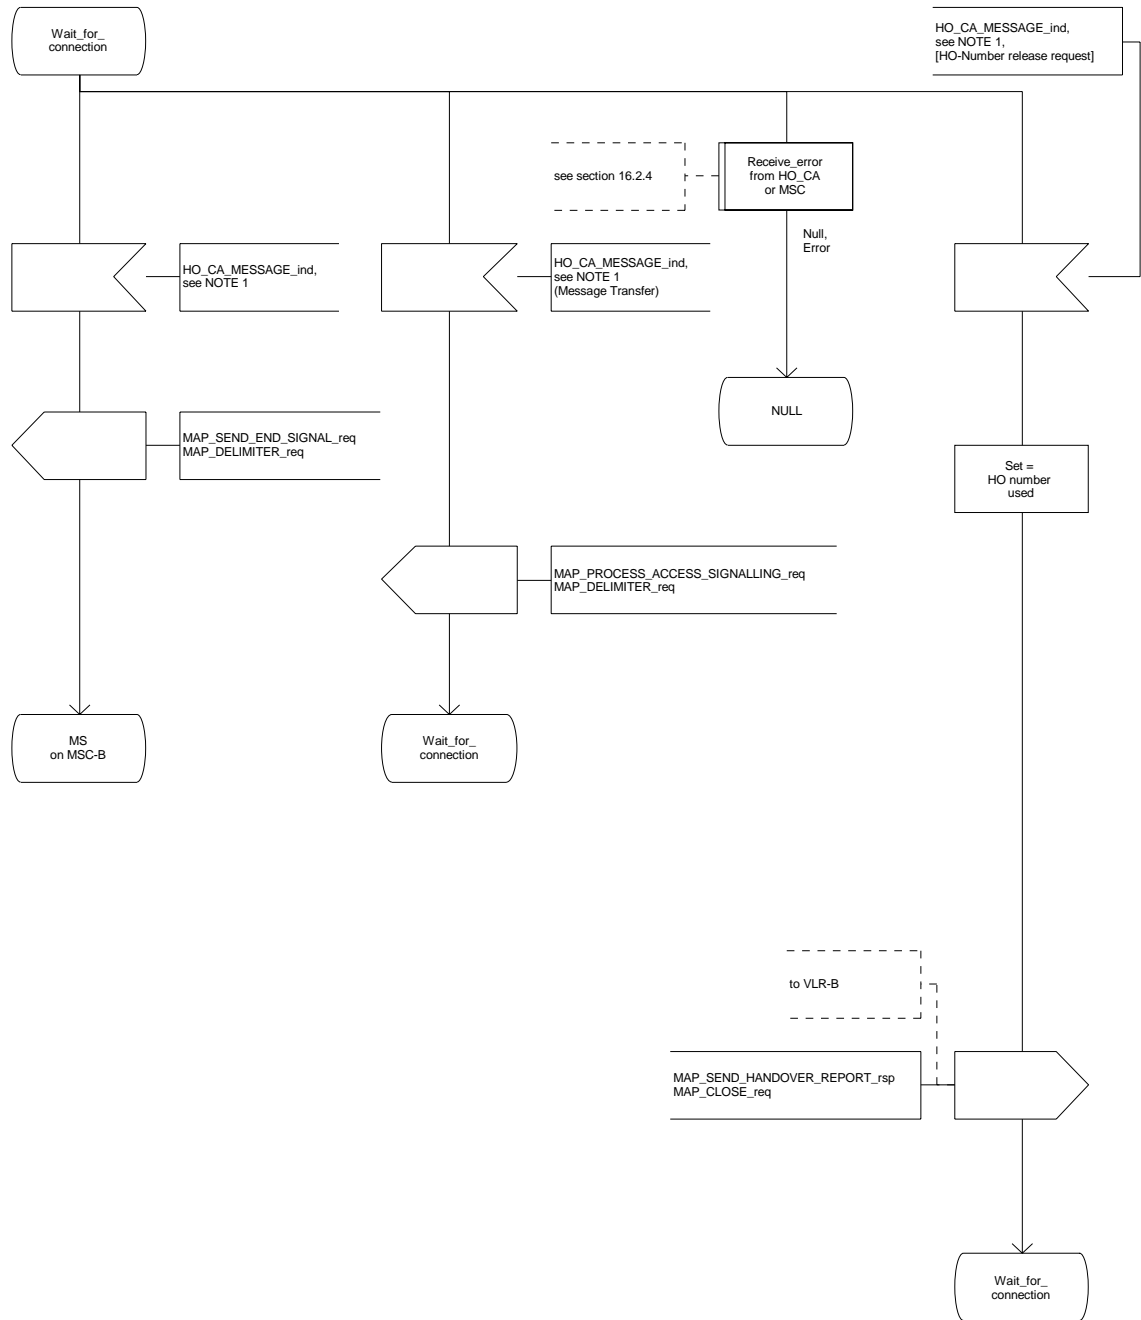 Wait_for_
connection
HO_CA_MESSAGE_ind,
see NOTE 1,
[HO-Number release request]
see section 16.2.4
Receive_error
from HO_CA
or MSC
Null,
Error
HO_CA_MESSAGE_ind,
see NOTE 1
HO_CA_MESSAGE_ind,
see NOTE 1
(Message Transfer)
NULL
MAP_SEND_END_SIGNAL_req
MAP_DELIMITER_req
Set =
HO number
used
MAP_PROCESS_ACCESS_SIGNALLING_req
MAP_DELIMITER_req
MS
on MSC-B
Wait_for_
connection
to VLR-B
MAP_SEND_HANDOVER_REPORT_rsp
MAP_CLOSE_req
Wait_for_
connection